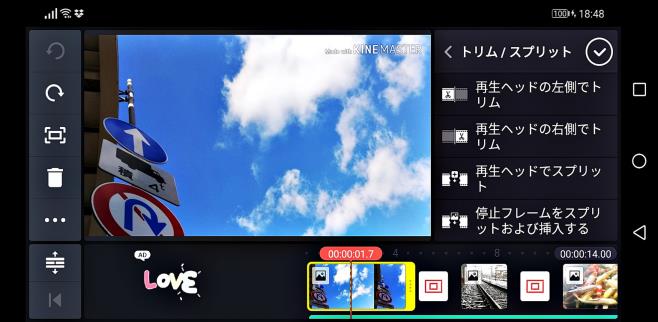 100
18:48
Made with KINEMASTER
トリム / スプリット
再生ヘッドの左側でト
リム
再生ヘッドの右側でト
リム
再生ヘッドでスプリッ
ト
停止フレームをスプリ
ットおよび挿入する
積
AD
LOVE
00:00:01.7
4
8
00:00:14.00